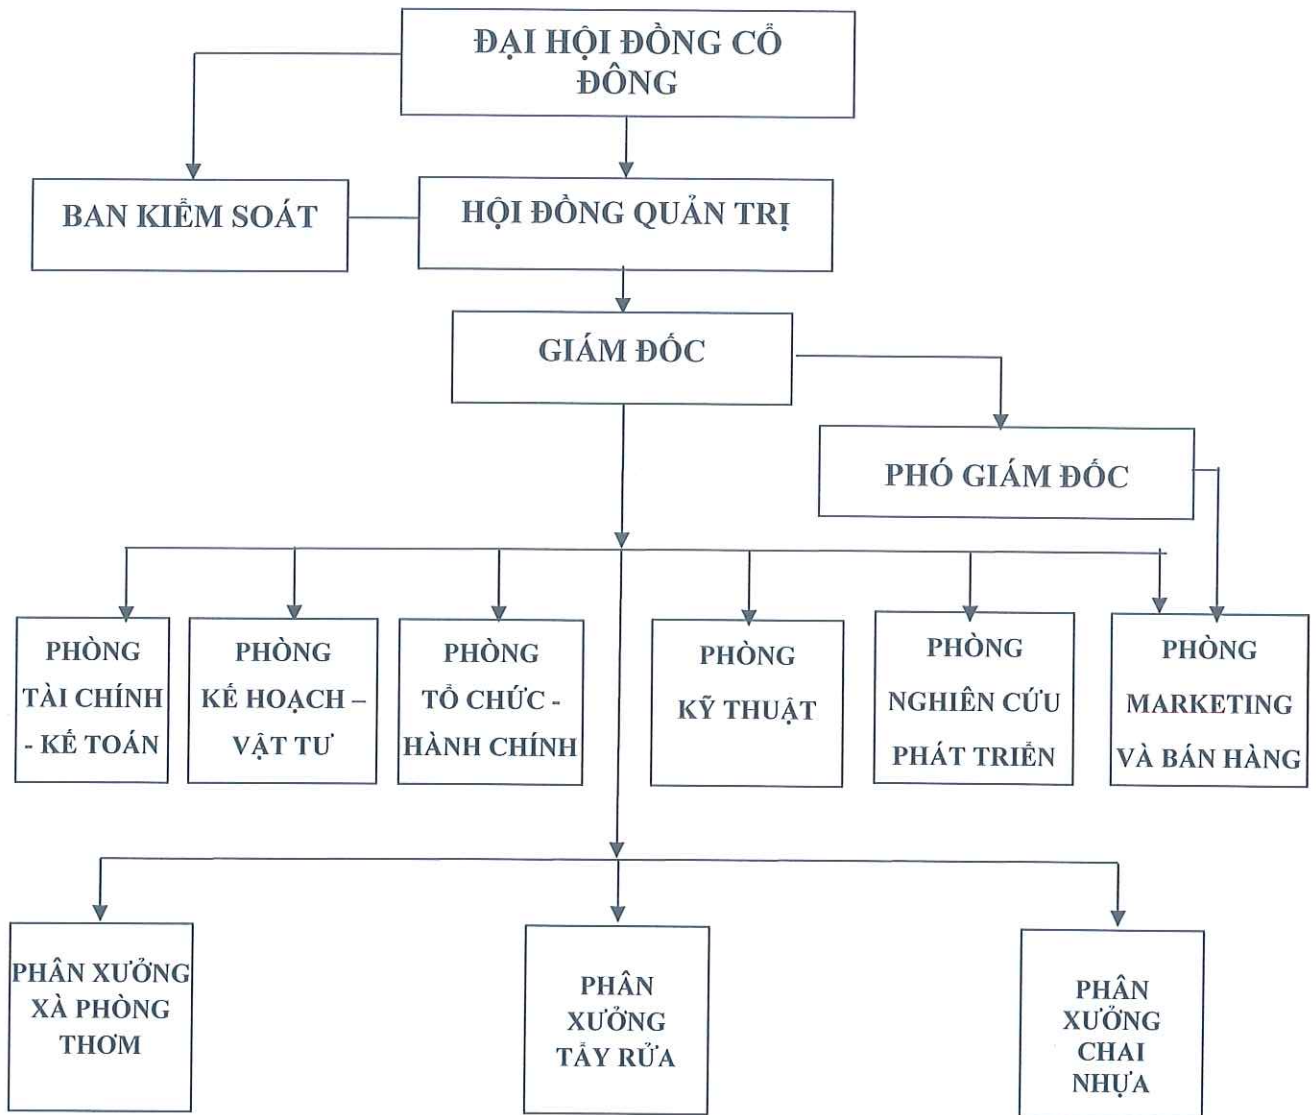 ĐẠI HỘI ĐỒNG CỔ
ĐÔNG
BAN KIỂM SOÁT
HỘI ĐỒNG QUẢN TRỊ
GIÁM ĐỐC
PHÓ GIÁM ĐỐC
PHÒNG
TÀI CHÍNH
- KẾ TOÁN
PHÒNG
KẾ HOẠCH –
VẬT TƯ
PHÒNG
TỔ CHỨC -
HÀNH CHÍNH
PHÒNG
KỸ THUẬT
PHÒNG
NGHIÊN CỨU
PHÁT TRIỂN
PHÒNG
MARKETING
VÀ BÁN HÀNG
PHÂN XƯỞNG
XÀ PHÒNG
THƠM
PHÂN
XƯỞNG
TẨY RỬA
PHÂN
XƯỞNG
CHAI
NHỰA